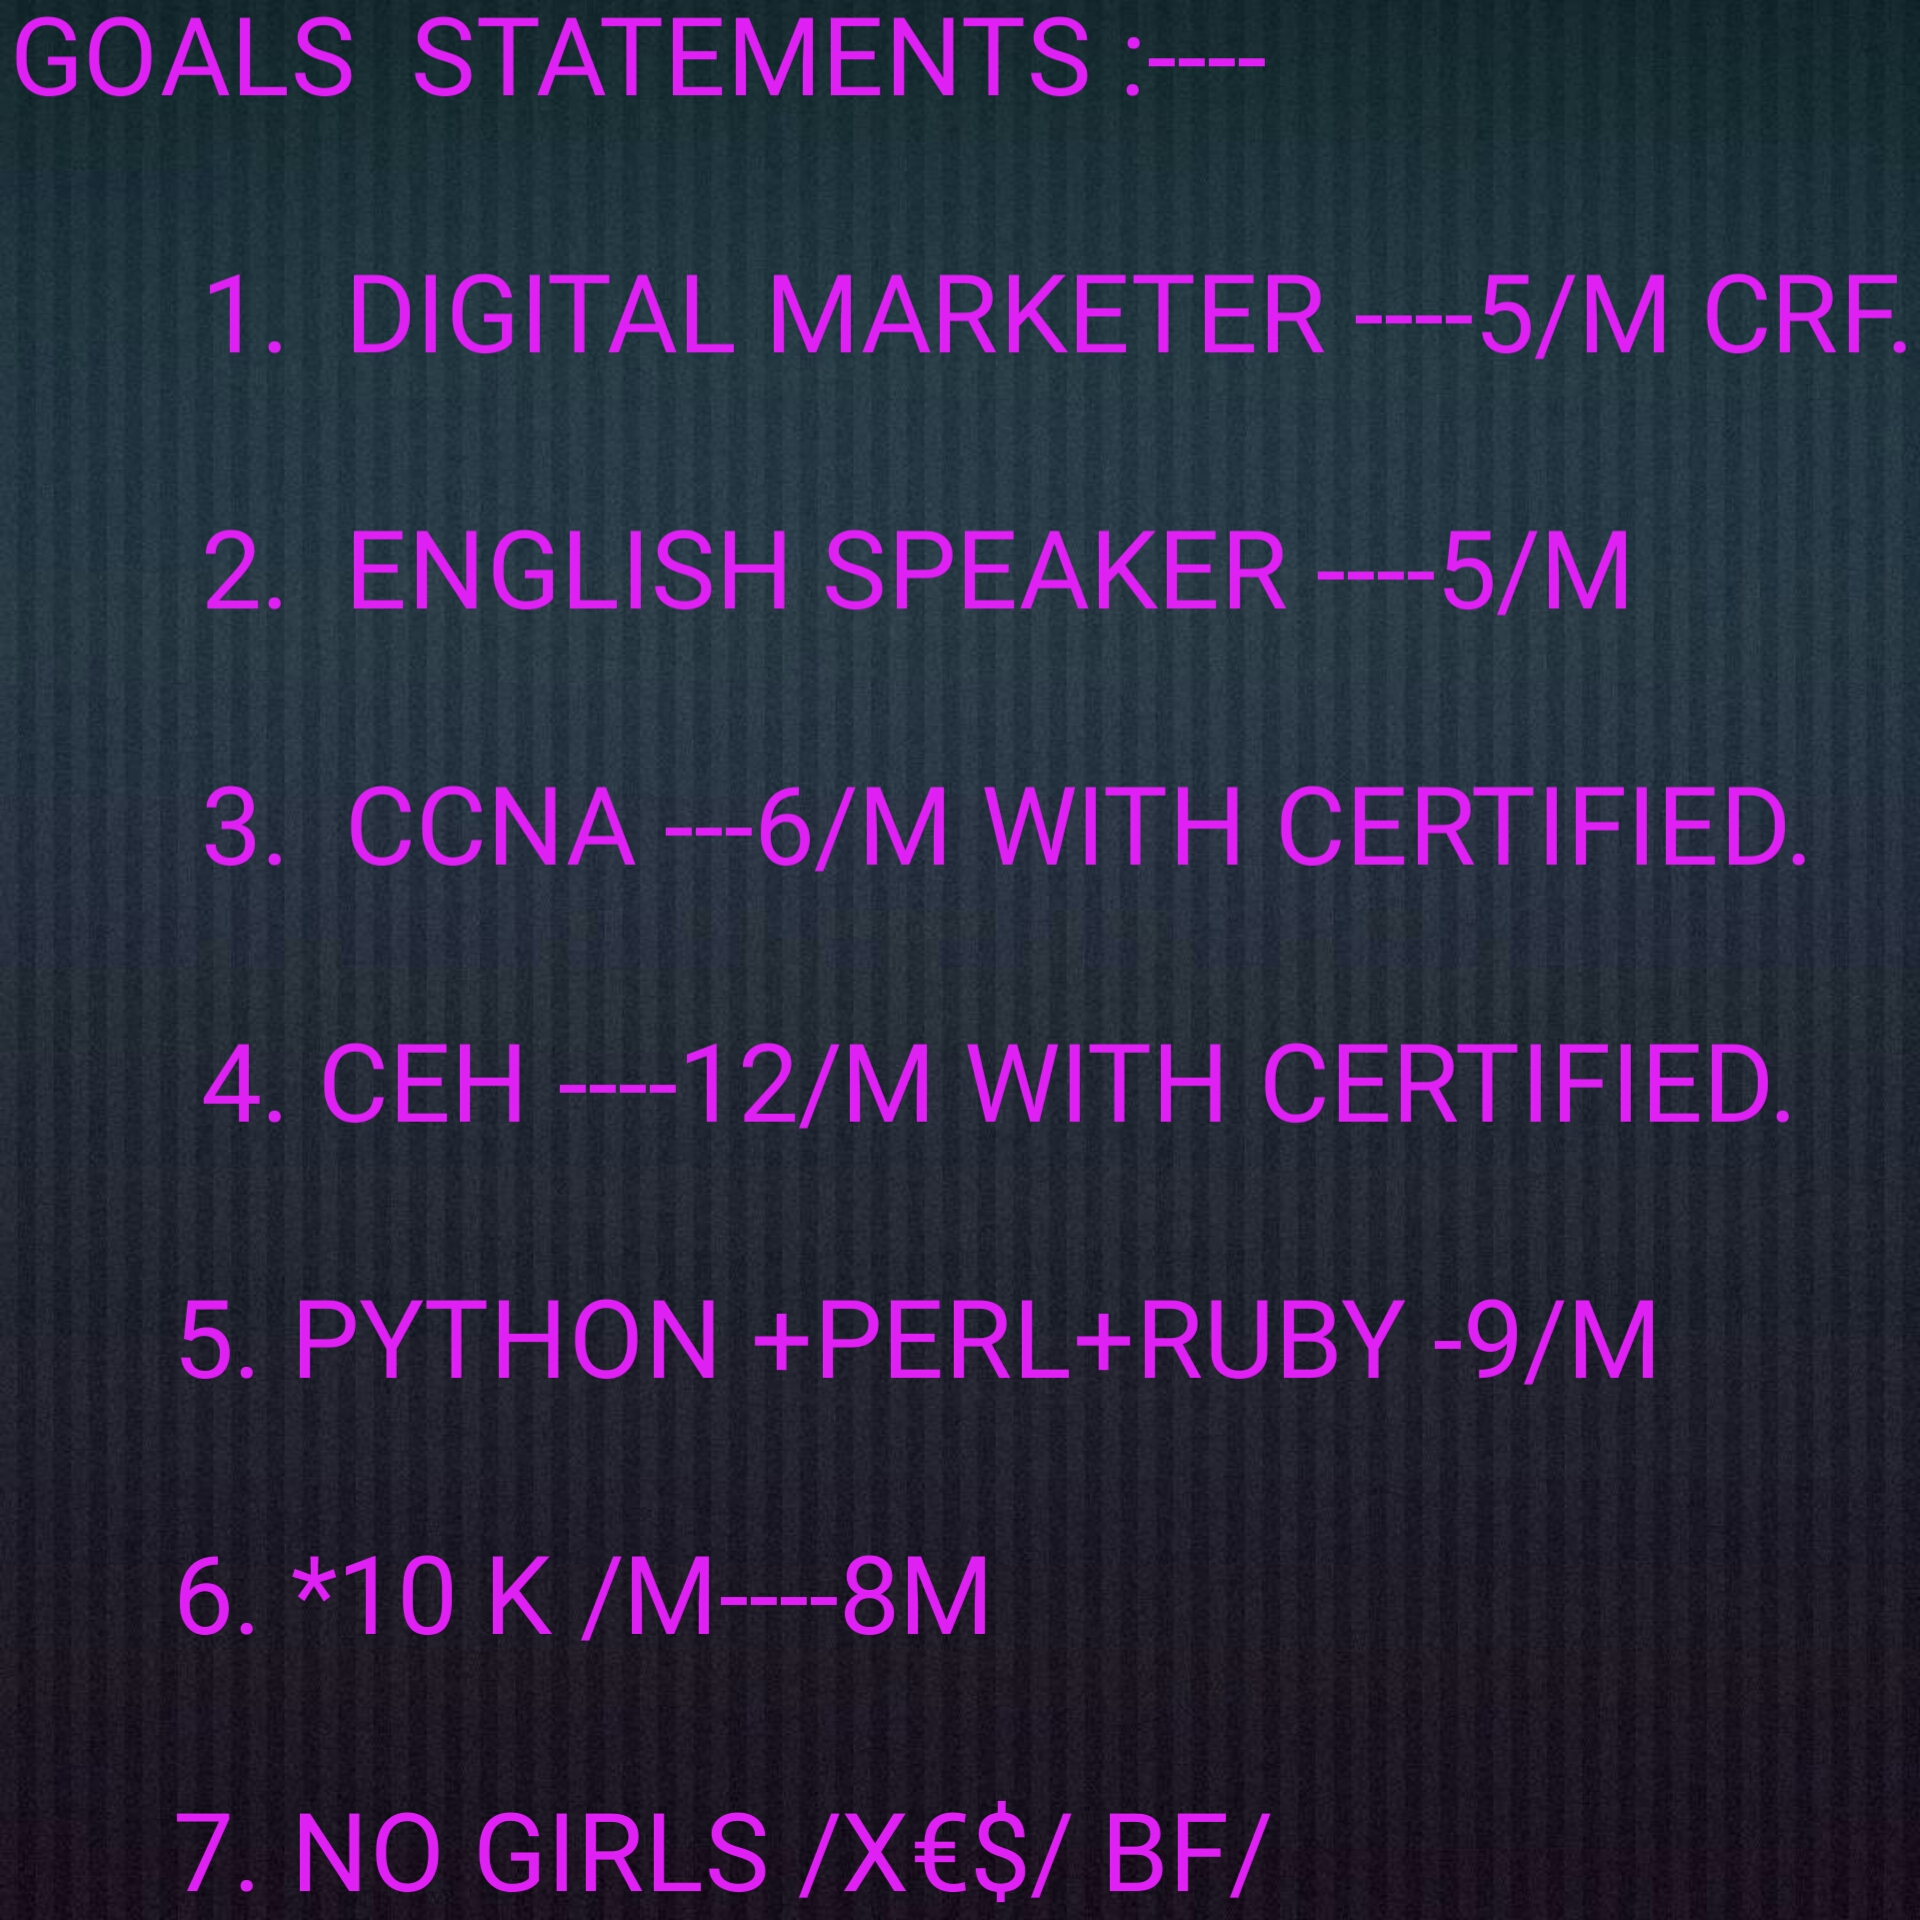 GOALS  STATEMENTS :----
1.  DIGITAL MARKETER ----5/M CRF.
2.  ENGLISH SPEAKER ----5/M
3.  CCNA ---6/M WITH CERTIFIED.
4. CEH ----12/M WITH CERTIFIED.
5. PYTHON +PERL+RUBY -9/M
6. *10 K /M----8M
7. NO GIRLS /X€$/ BF/